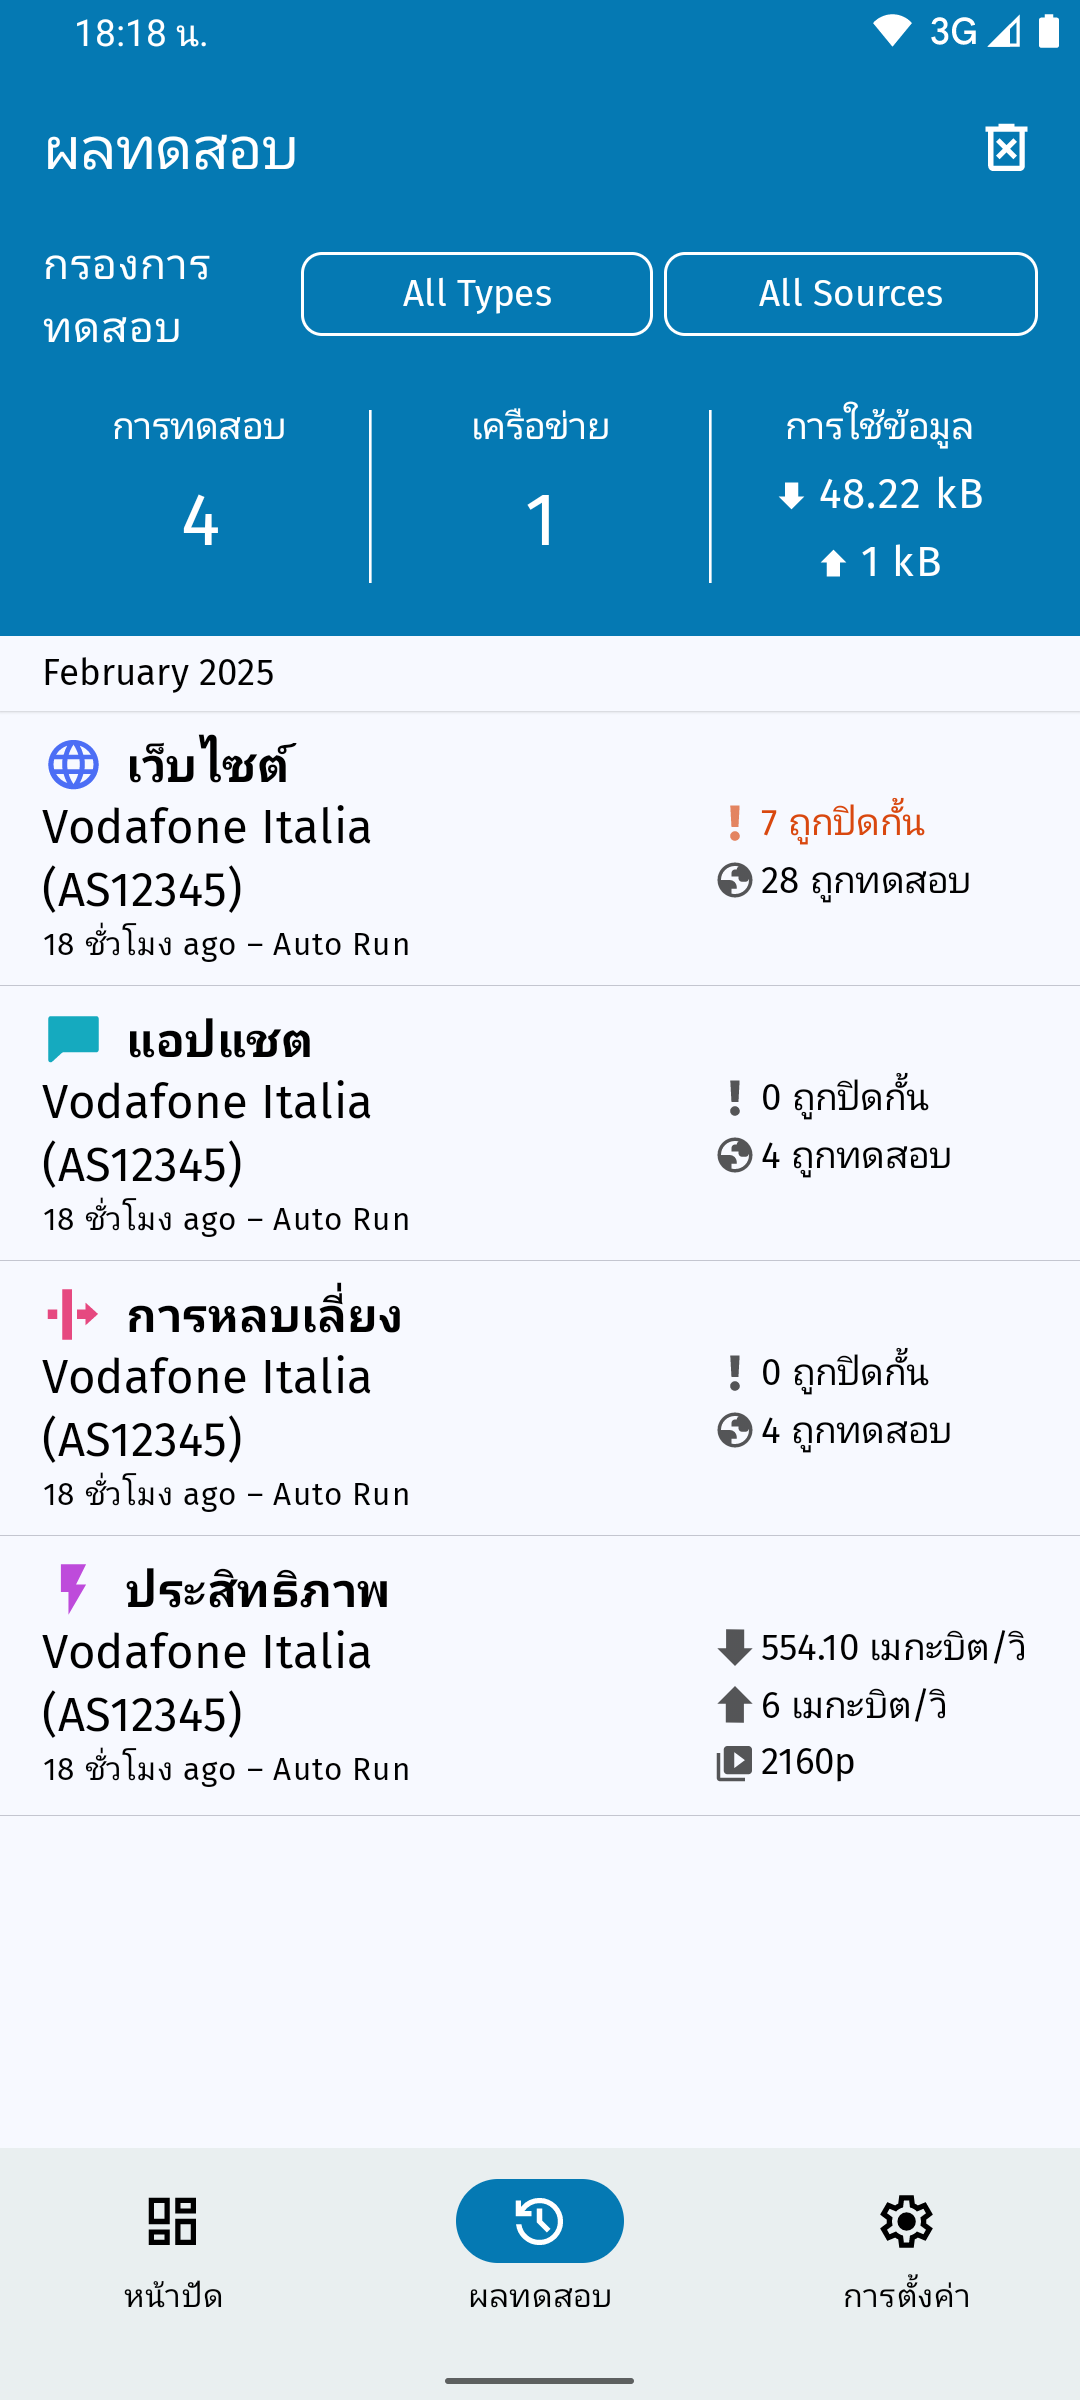 18:18 น.
3G
ผลทดสอบ
กรองการ
ทดสอบ
All Types
All Sources
การทดสอบ
4
เครือข่าย
1
การใช้ข้อมูล
48.22 kB
1 kB
February 2025
เว็บไซต์
Vodafone Italia
(AS12345)
18 ชั่วโมง ago – Auto Run
7 ถูกปิดกั้น
28 ถูกทดสอบ
แอปแชต
Vodafone Italia
(AS12345)
18 ชั่วโมง ago – Auto Run
0 ถูกปิดกั้น
4 ถูกทดสอบ
การหลบเลี่ยง
Vodafone Italia
(AS12345)
18 ชั่วโมง ago – Auto Run
0 ถูกปิดกั้น
4 ถูกทดสอบ
ประสิทธิภาพ
Vodafone Italia
(AS12345)
18 ชั่วโมง ago – Auto Run
554.10 เมกะบิต/วิ
6 เมกะบิต/วิ
2160p
หน้าปัด
ผลทดสอบ
การตั้งค่า